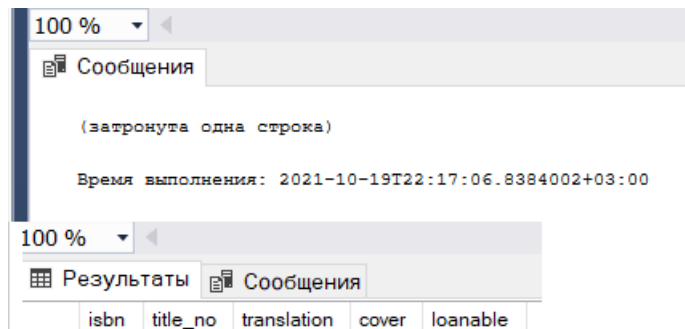 100 %
Сообщения
(затронута одна строка)
Время выполнения: 2021-10-19T22:17:06.8384002+03:00
100 %
Результаты Сообщения
isbn title_no translation cover loanable